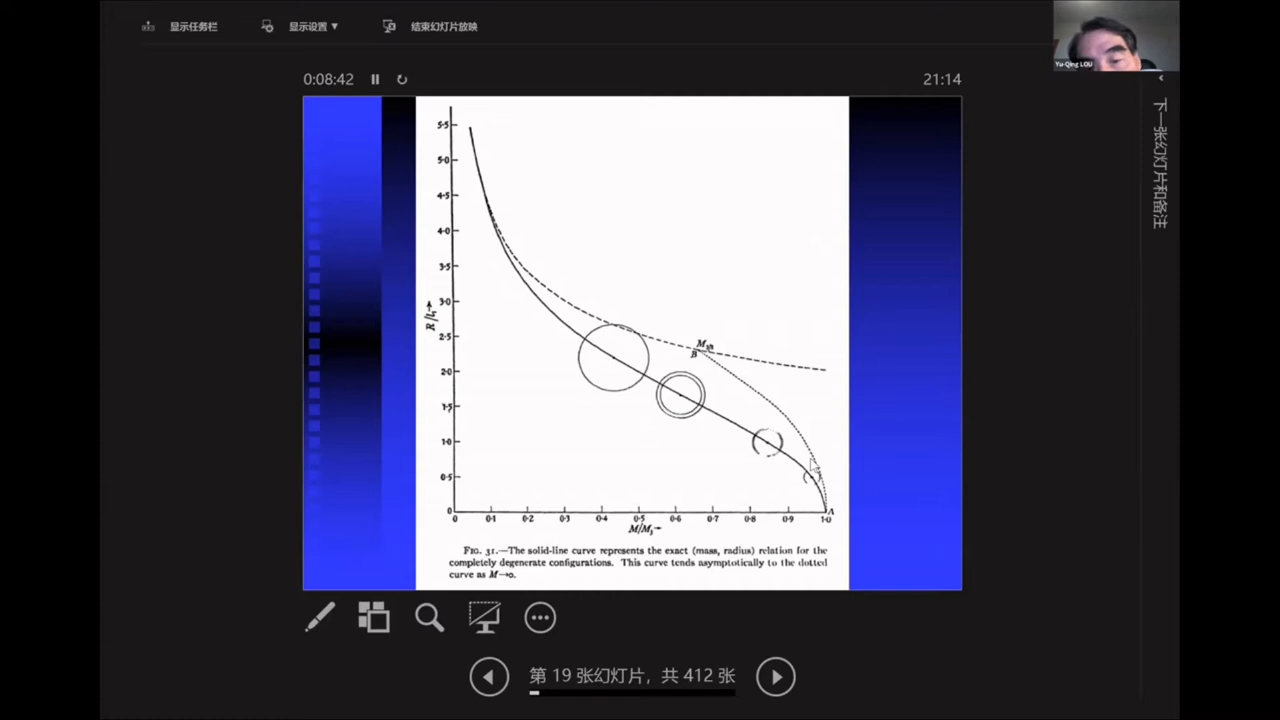 显示任务栏
显示设置 ▼
结束幻灯片放映
Yu-Qing LOU
0:08:42
21:14
下一张幻灯片和备注
5·5
5·0
4·5
4·0
3·5
3·0
R/l₁→
2·5
M₃/₂
B
2·0
1·5
1·0
0·5
0
A
0 0·1 0·2 0·3 0·4 0·5 0·6 0·7 0·8 0·9 1·0
M/M₃→
FIG. 31.—The solid-line curve represents the exact (mass, radius) relation for the
completely degenerate configurations. This curve tends asymptotically to the dotted
curve as M→0.
第 19 张幻灯片，共 412 张